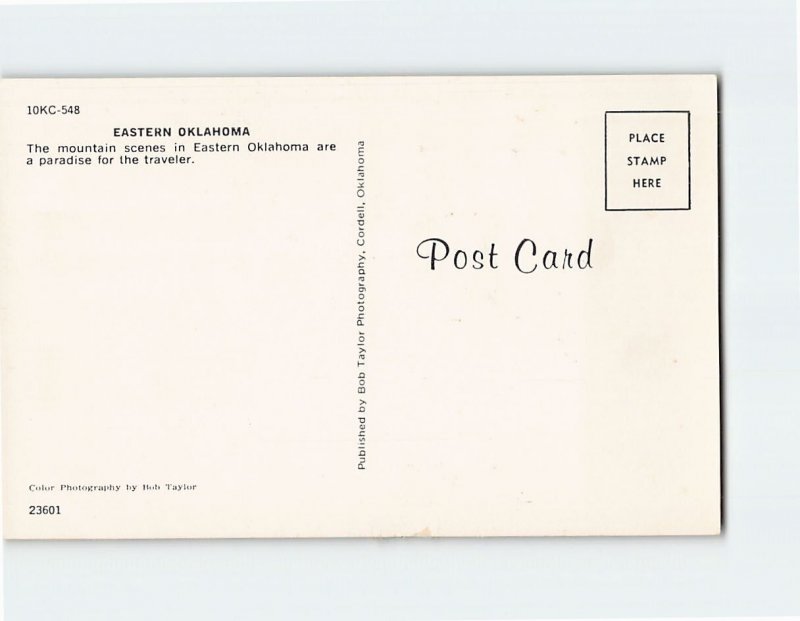 10KC-548
EASTERN OKLAHOMA
The mountain scenes in Eastern Oklahoma are
a paradise for the traveler.
Color Photography by Bob Taylor
23601
Published by Bob Taylor Photography, Cordell, Oklahoma
PLACE
STAMP
HERE
Post Card